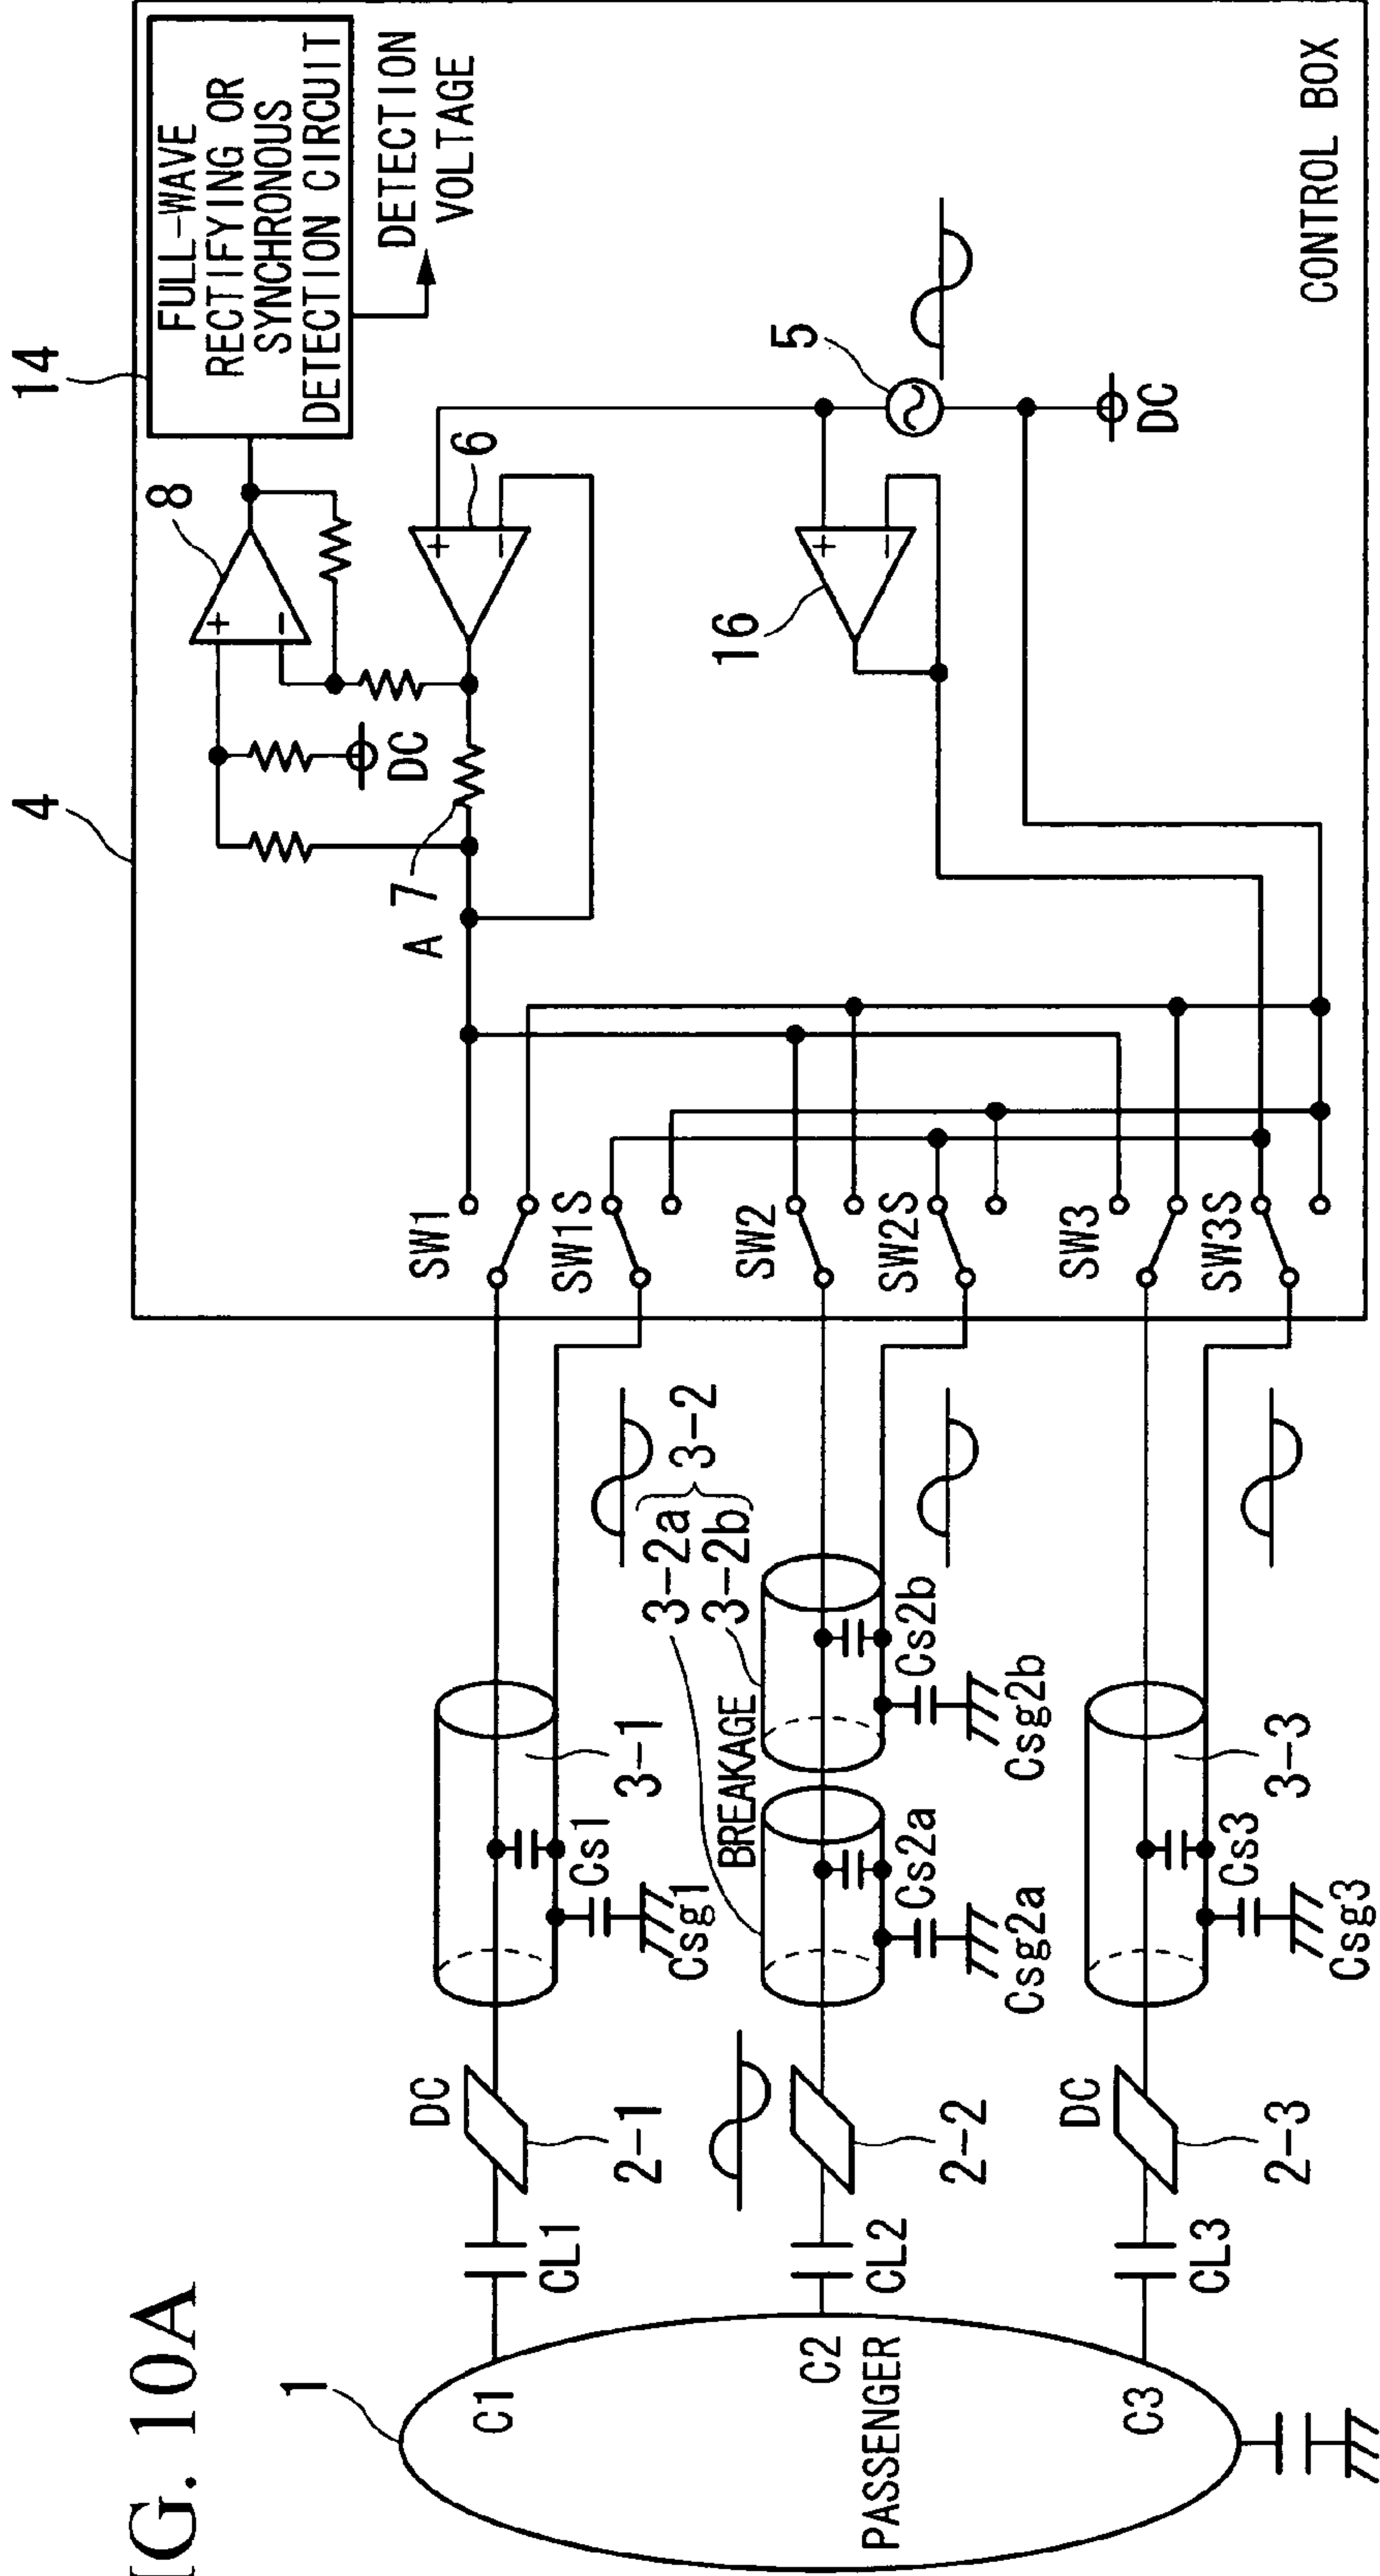 IG. 10A
4
14
FULL-WAVE
RECTIFYING OR
SYNCHRONOUS
DETECTION CIRCUIT
DETECTION
VOLTAGE
8
+
−
DC
6
+
−
7
A
5
16
+
−
DC
CONTROL BOX
SW1
SW1S
SW2
SW2S
SW3
SW3S
3-1
Cs1
Csg1
3-2a
3-2b
3-2
BREAKAGE
Cs2a
Cs2b
Csg2a
Csg2b
3-3
Cs3
Csg3
DC
2-1
2-2
DC
2-3
CL1
CL2
CL3
1
C1
C2
PASSENGER
C3